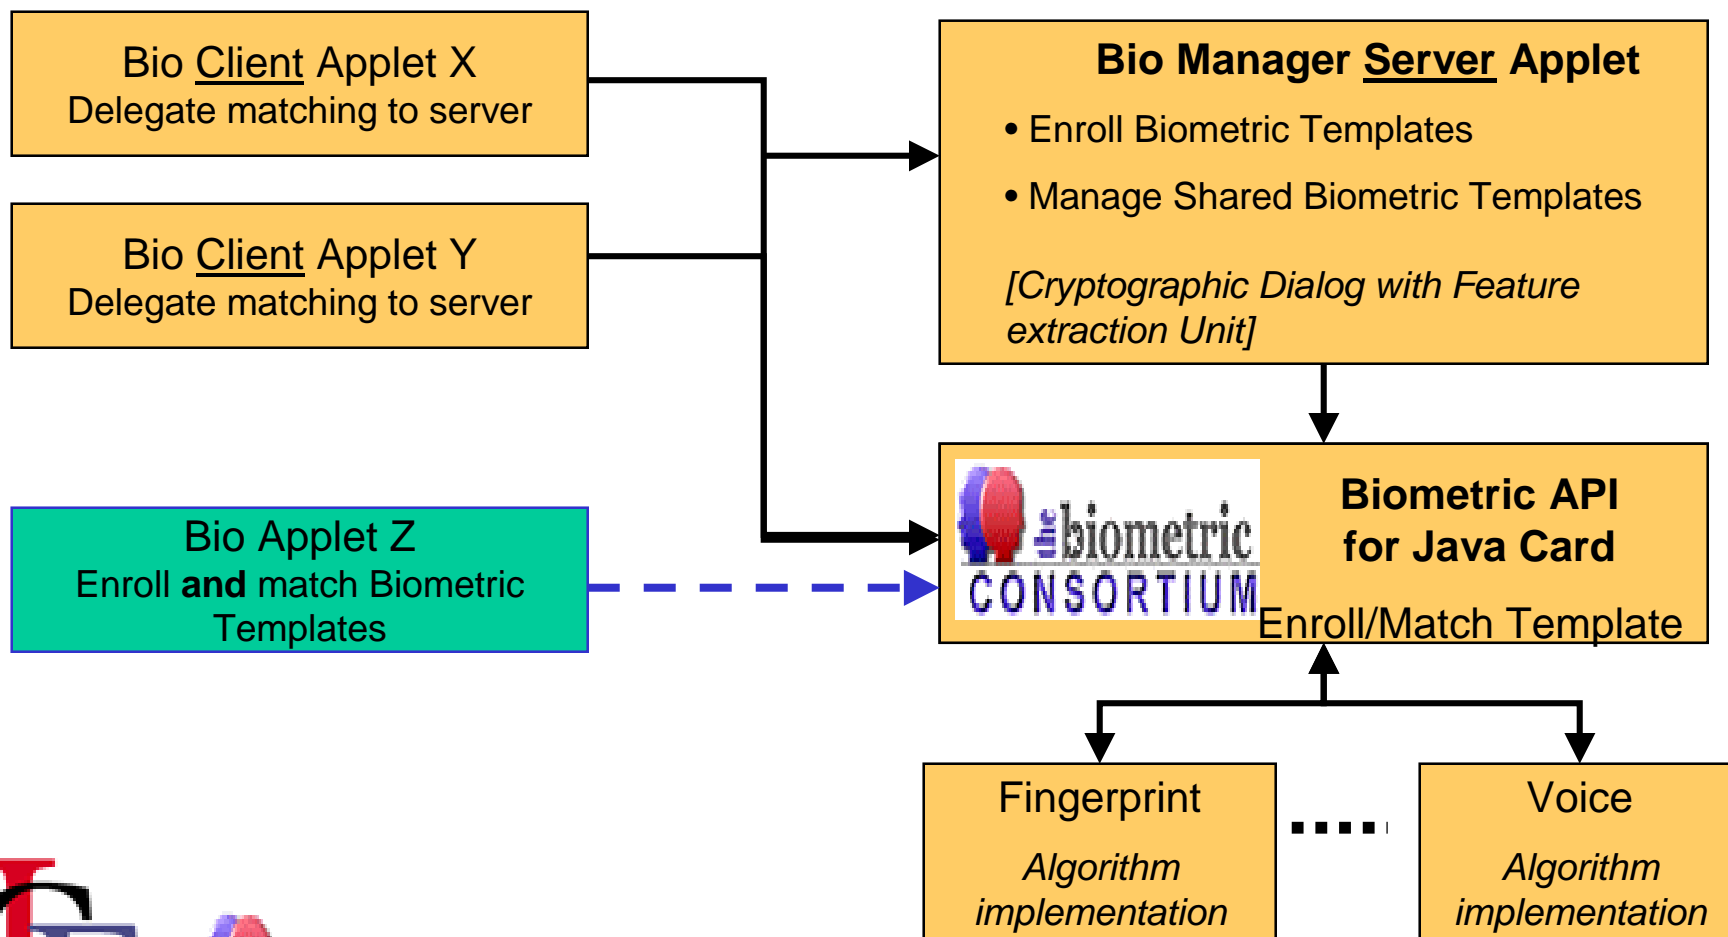 Bio Client Applet X
Delegate matching to server
Bio Client Applet Y
Delegate matching to server
Bio Applet Z
Enroll and match Biometric
Templates
Bio Manager Server Applet
• Enroll Biometric Templates
• Manage Shared Biometric Templates
[Cryptographic Dialog with Feature
extraction Unit]
the biometric
CONSORTIUM
Biometric API
for Java Card
Enroll/Match Template
Fingerprint
Algorithm
implementation
Voice
Algorithm
implementation